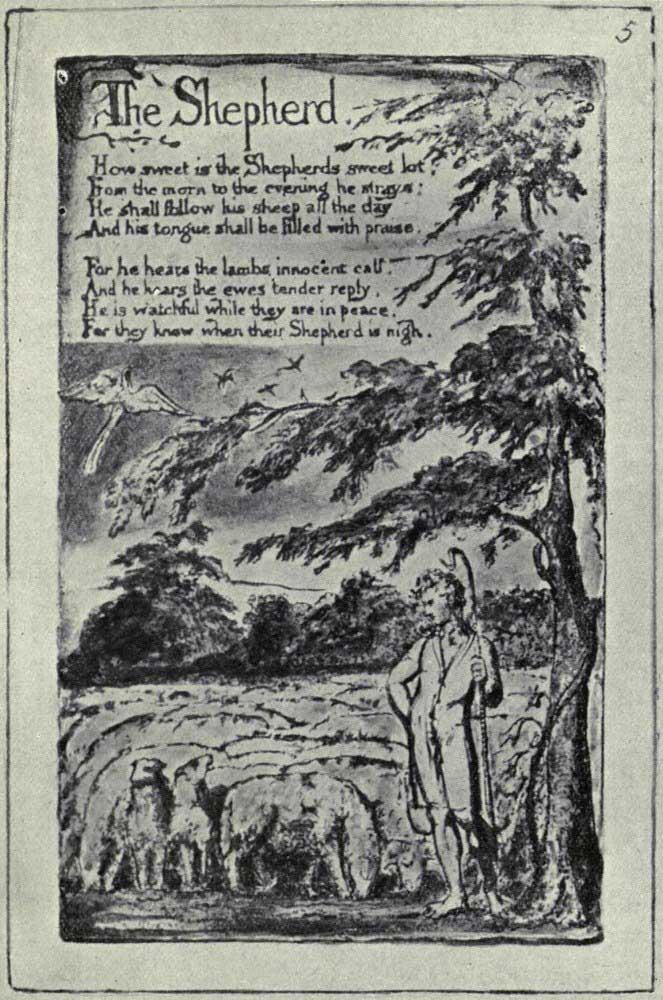 5
The Shepherd.
How sweet is the Shepherds sweet lot,
From the morn to the evening he strays:
He shall follow his sheep all the day
And his tongue shall be filled with praise.
For he hears the lambs innocent call,
And he hears the ewes tender reply,
He is watchful while they are in peace,
For they know when their Shepherd is nigh.